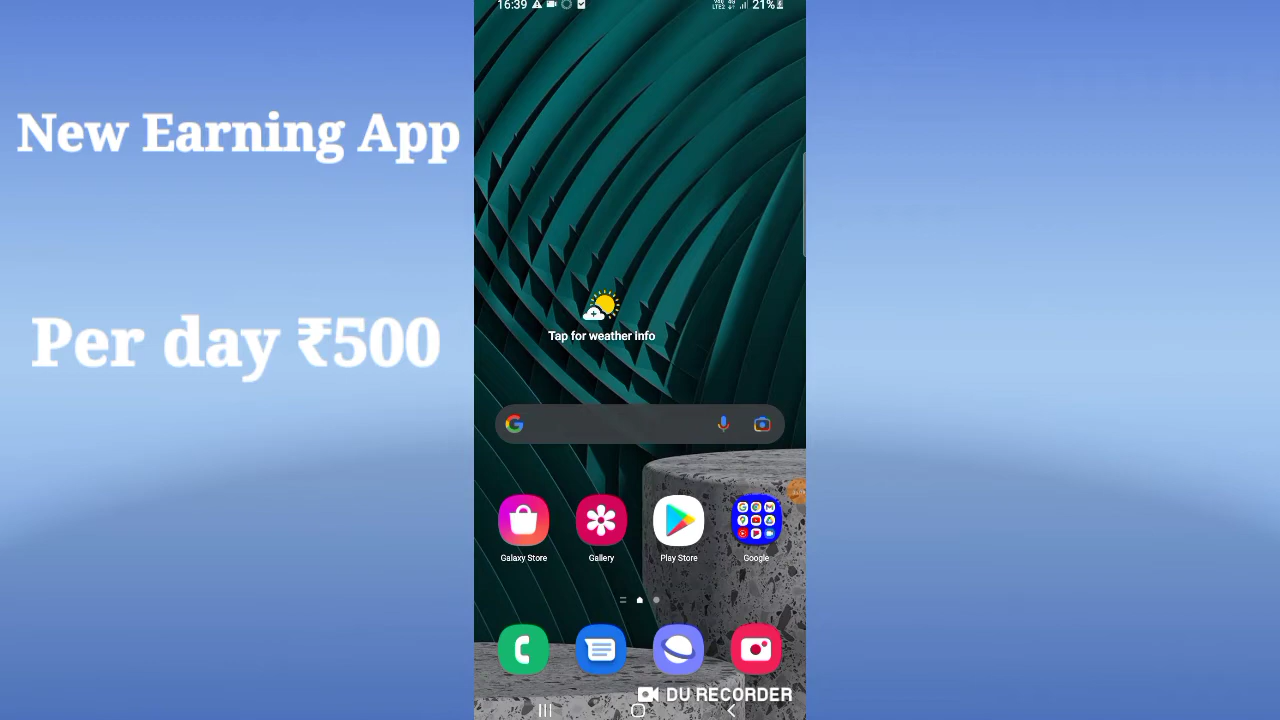 16:39
21%
New Earning App
Per day ₹500
Tap for weather info
Galaxy Store
Gallery
Play Store
Google
DU RECORDER